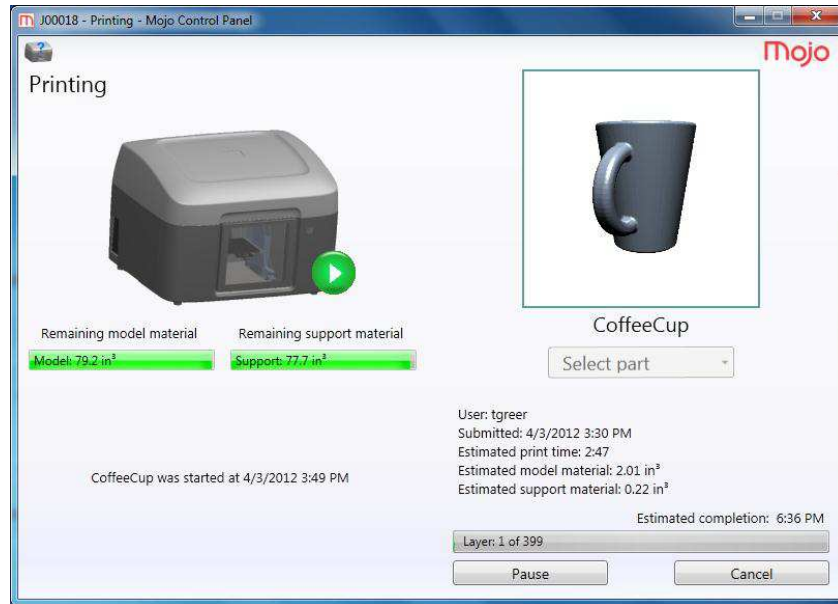 J00018 - Printing - Mojo Control Panel
mojo
Printing
CoffeeCup
Select part
Remaining model material
Remaining support material
Model: 79.2 in³
Support: 77.7 in³
CoffeeCup was started at 4/3/2012 3:49 PM
User: tgreer
Submitted: 4/3/2012 3:30 PM
Estimated print time: 2:47
Estimated model material: 2.01 in³
Estimated support material: 0.22 in³
Estimated completion: 6:36 PM
Layer: 1 of 399
Pause
Cancel